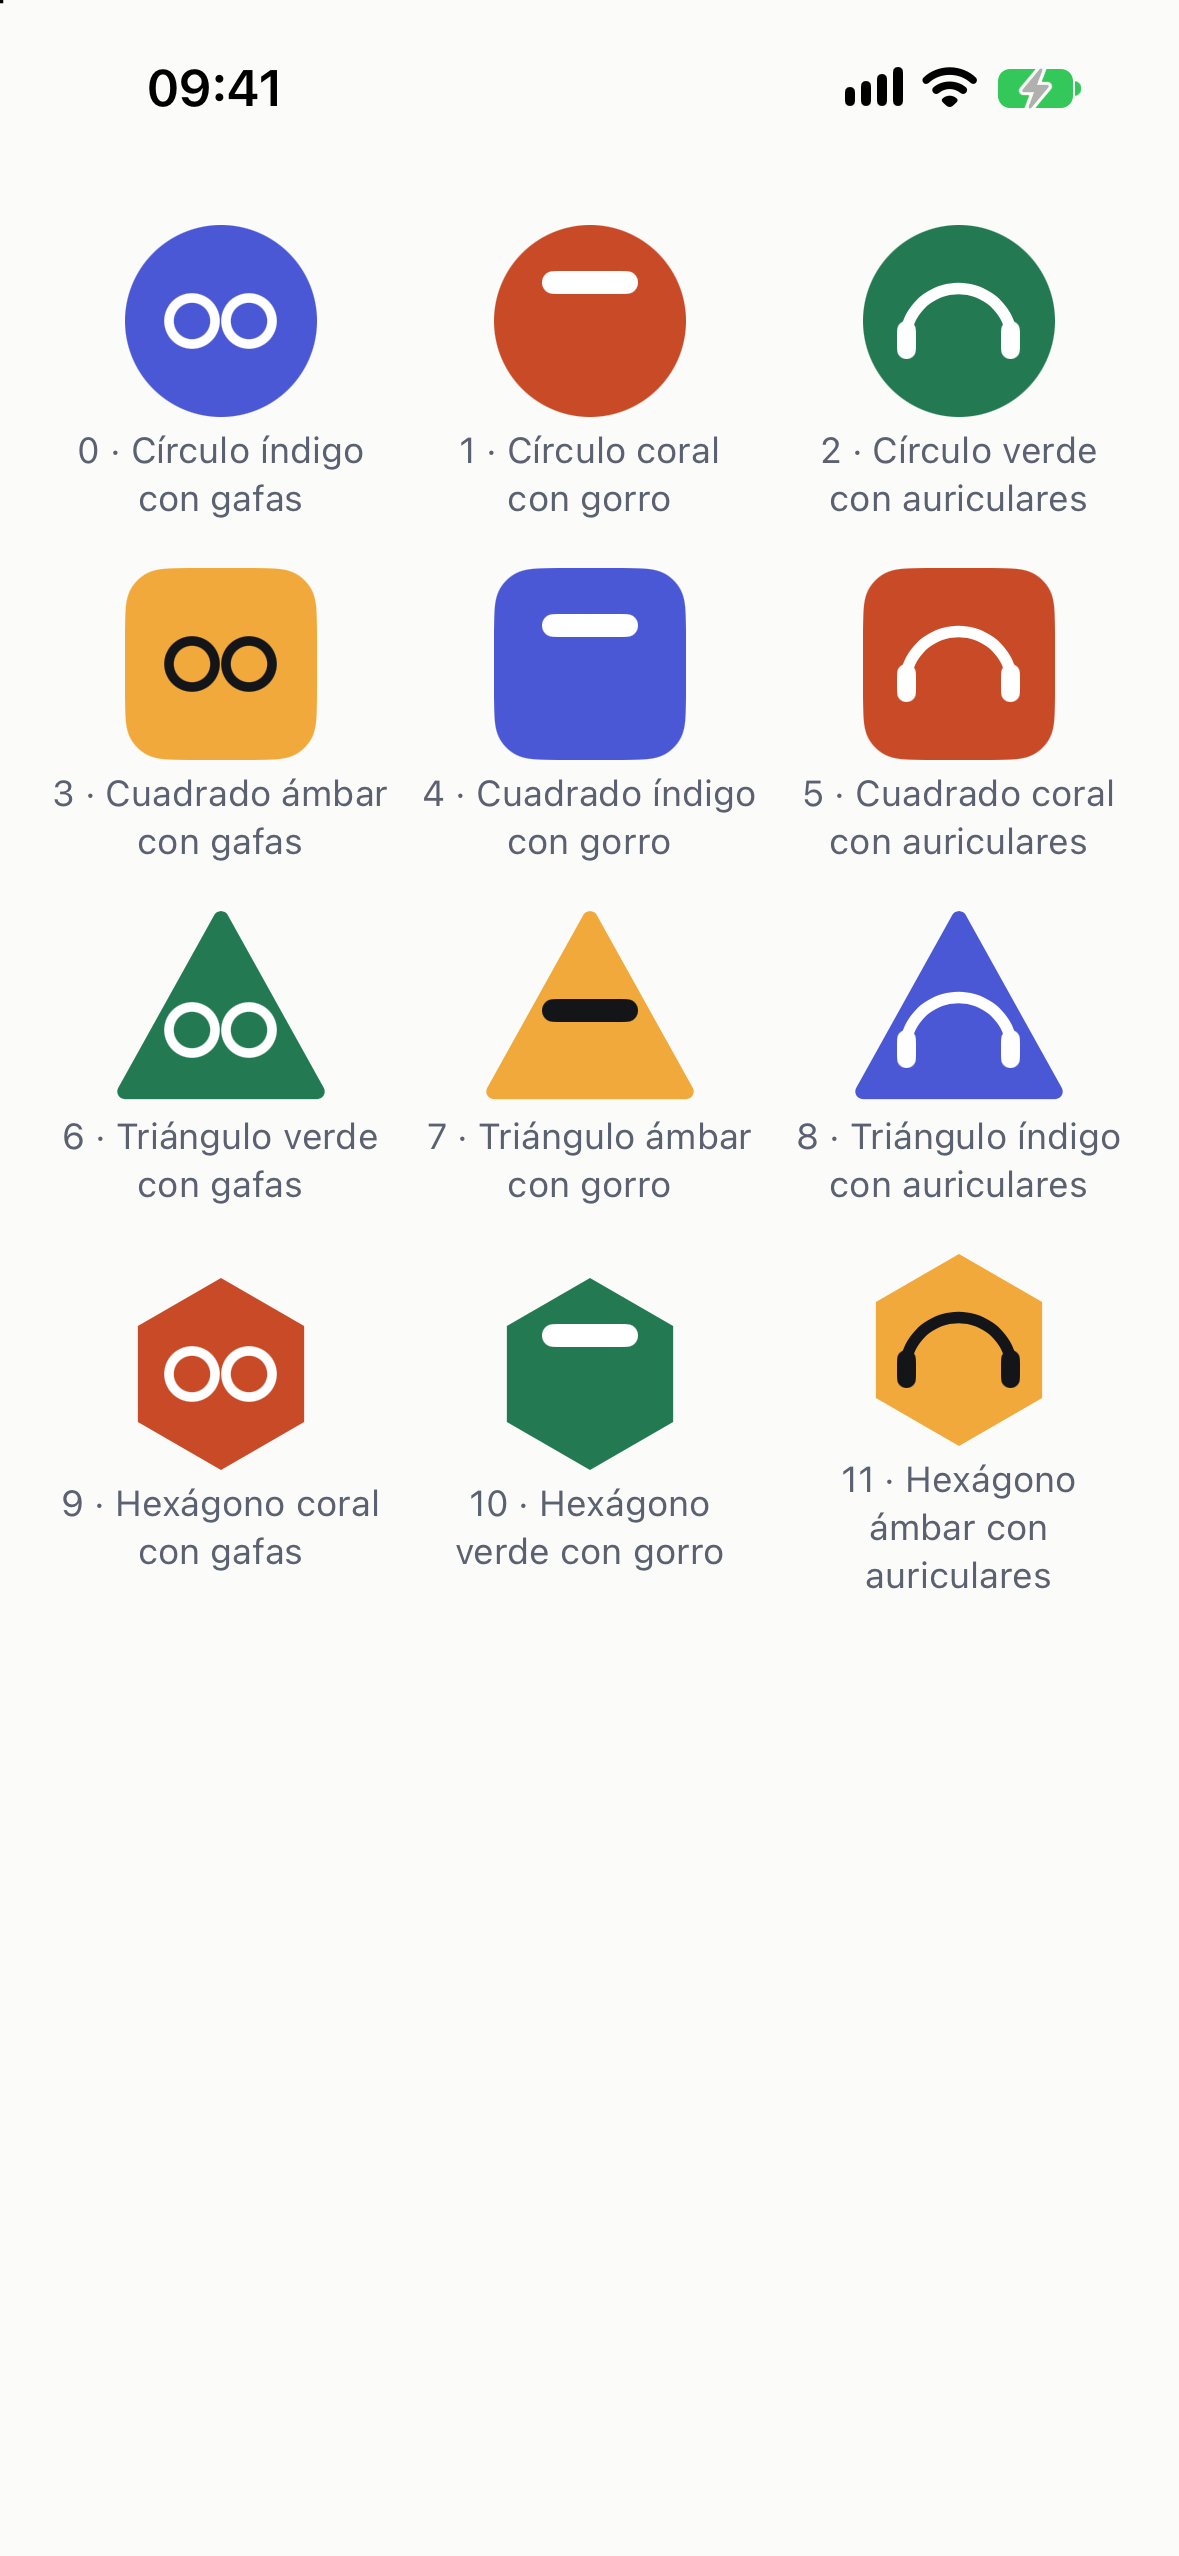 09:41
0 · Círculo índigo
con gafas
1 · Círculo coral
con gorro
2 · Círculo verde
con auriculares
3 · Cuadrado ámbar
con gafas
4 · Cuadrado índigo
con gorro
5 · Cuadrado coral
con auriculares
6 · Triángulo verde
con gafas
7 · Triángulo ámbar
con gorro
8 · Triángulo índigo
con auriculares
9 · Hexágono coral
con gafas
10 · Hexágono
verde con gorro
11 · Hexágono
ámbar con
auriculares